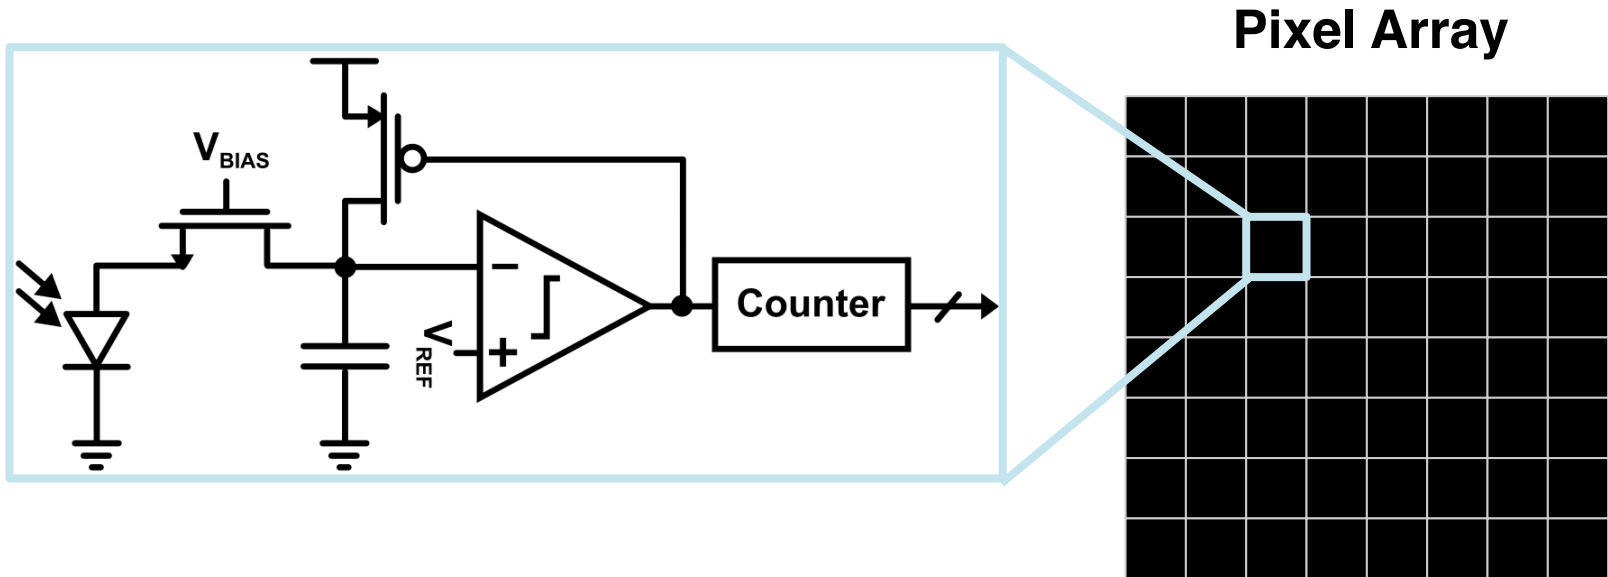 Pixel Array
V BIAS
V REF
− +
Counter